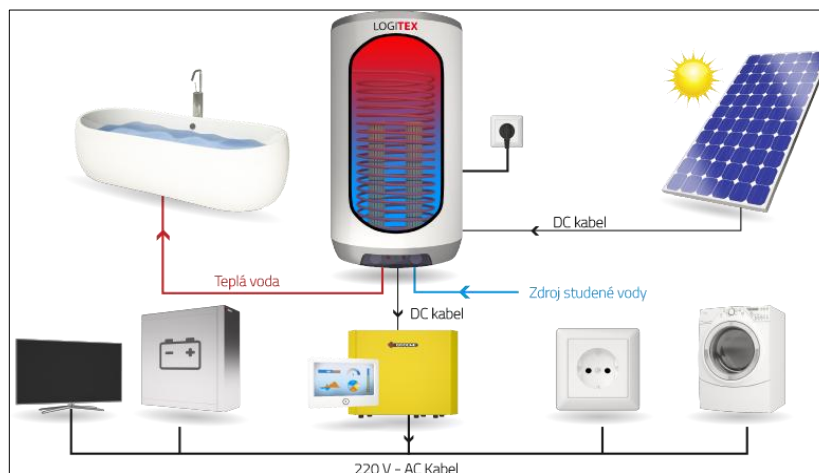 LOGITEX
DC kabel
Teplá voda
Zdroj studené vody
DC kabel
220 V - AC Kabel